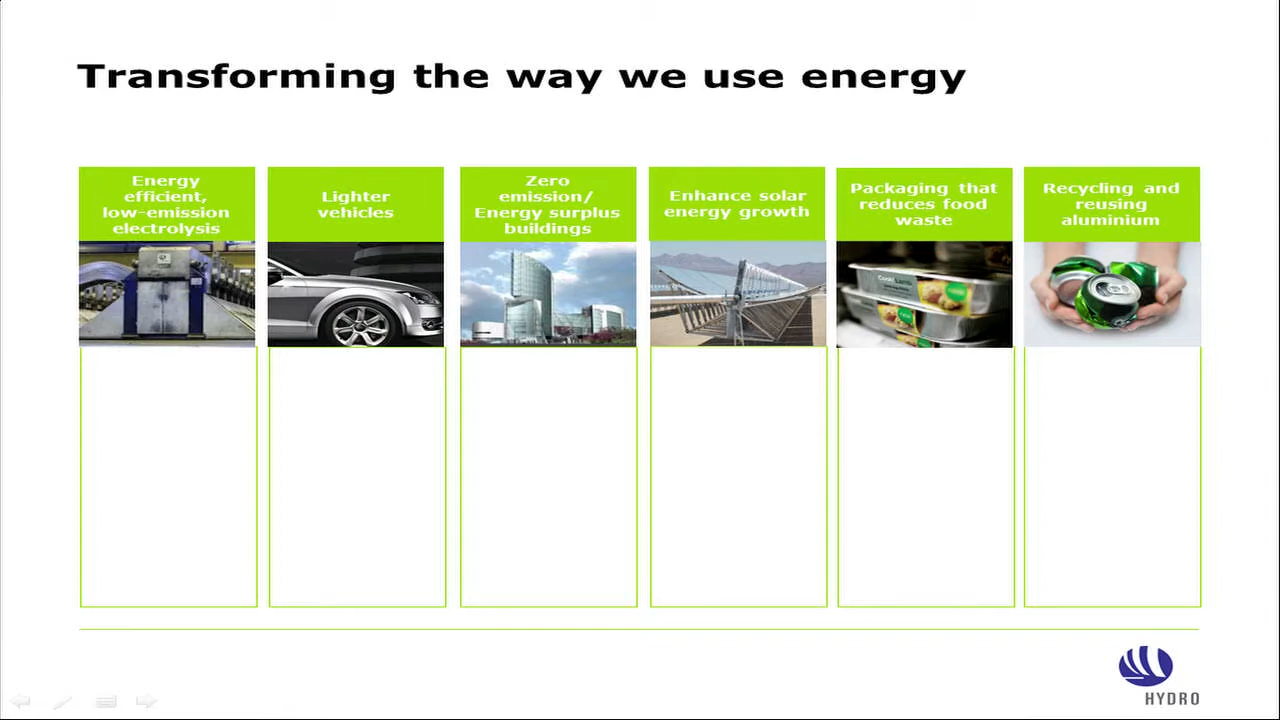 Transforming the way we use energy
Energy
efficient,
low-emission
electrolysis
Lighter
vehicles
Zero
emission/
Energy surplus
buildings
Enhance solar
energy growth
Packaging that
reduces food
waste
Recycling and
reusing
aluminium
HYDRO